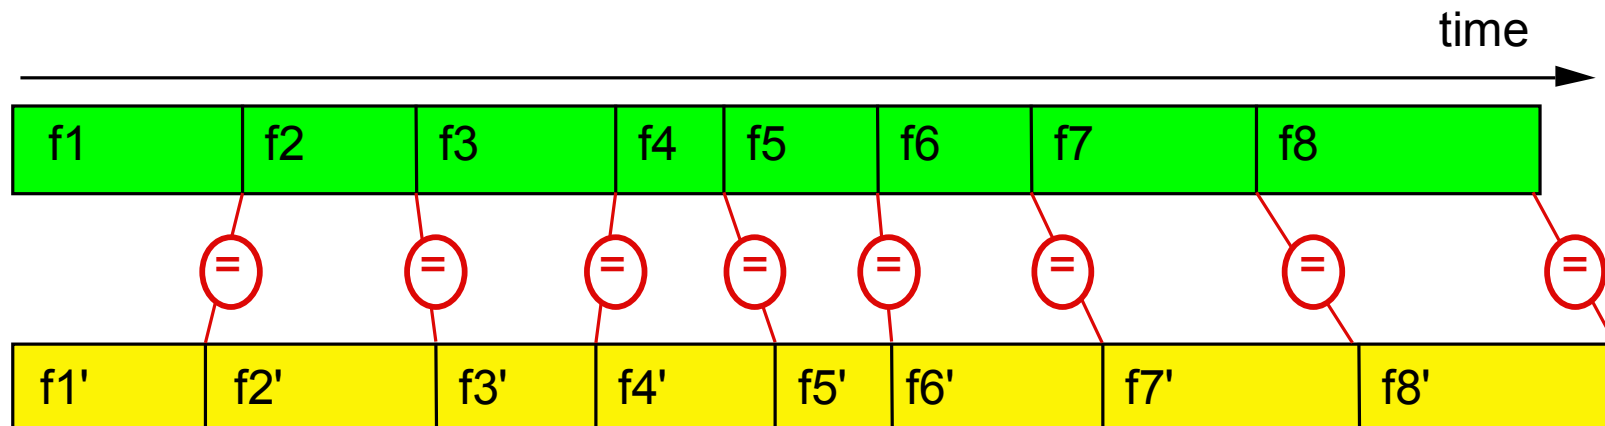 time
f1 f2 f3 f4 f5 f6 f7 f8
= = = = = = = =
f1' f2' f3' f4' f5' f6' f7' f8'